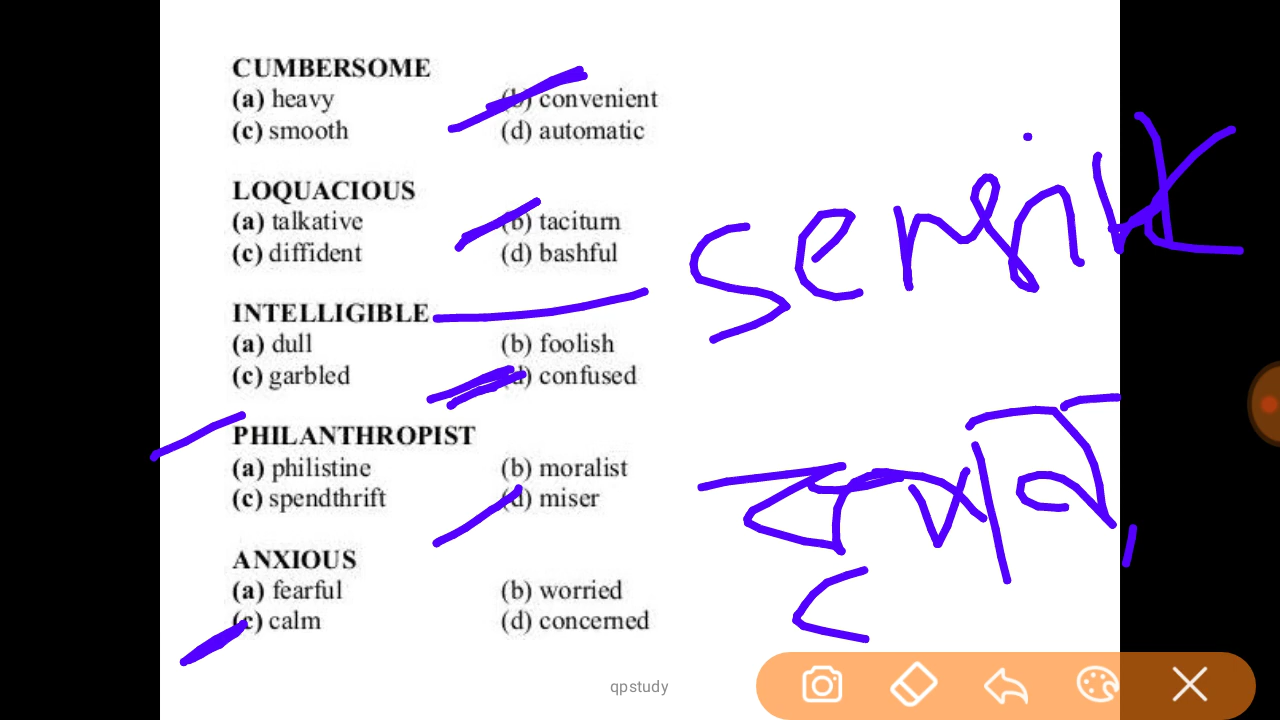 CUMBERSOME
(a) heavy (b) convenient
(c) smooth (d) automatic
LOQUACIOUS
(a) talkative (b) taciturn
(c) diffident (d) bashful
INTELLIGIBLE
(a) dull (b) foolish
(c) garbled (d) confused
PHILANTHROPIST
(a) philistine (b) moralist
(c) spendthrift (d) miser
ANXIOUS
(a) fearful (b) worried
(c) calm (d) concerned
qpstudy